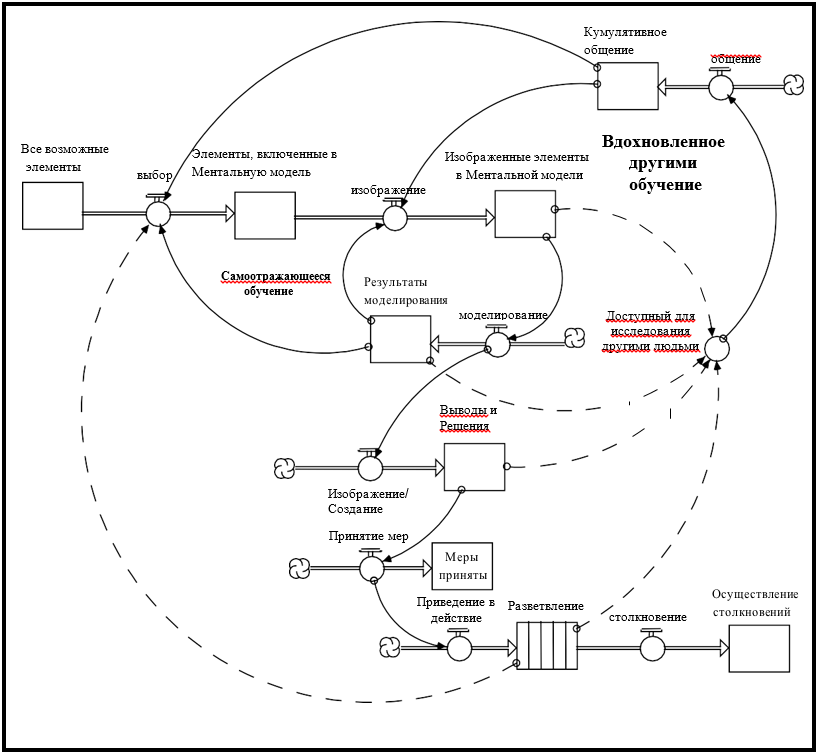 Кумулятивное
общение
общение
Вдохновленное
другими
обучение
Все возможные
элементы
выбор
Элементы, включенные в
Ментальную модель
изображение
Изображенные элементы
в Ментальной модели
Самоотражающееся
обучение
Результаты
моделирования
моделирование
Доступный для
исследования
другими людьми
Выводы и
Решения
Изображение/
Создание
Принятие мер
Меры
приняты
Приведение в
действие
Разветвление
столкновение
Осуществление
столкновений